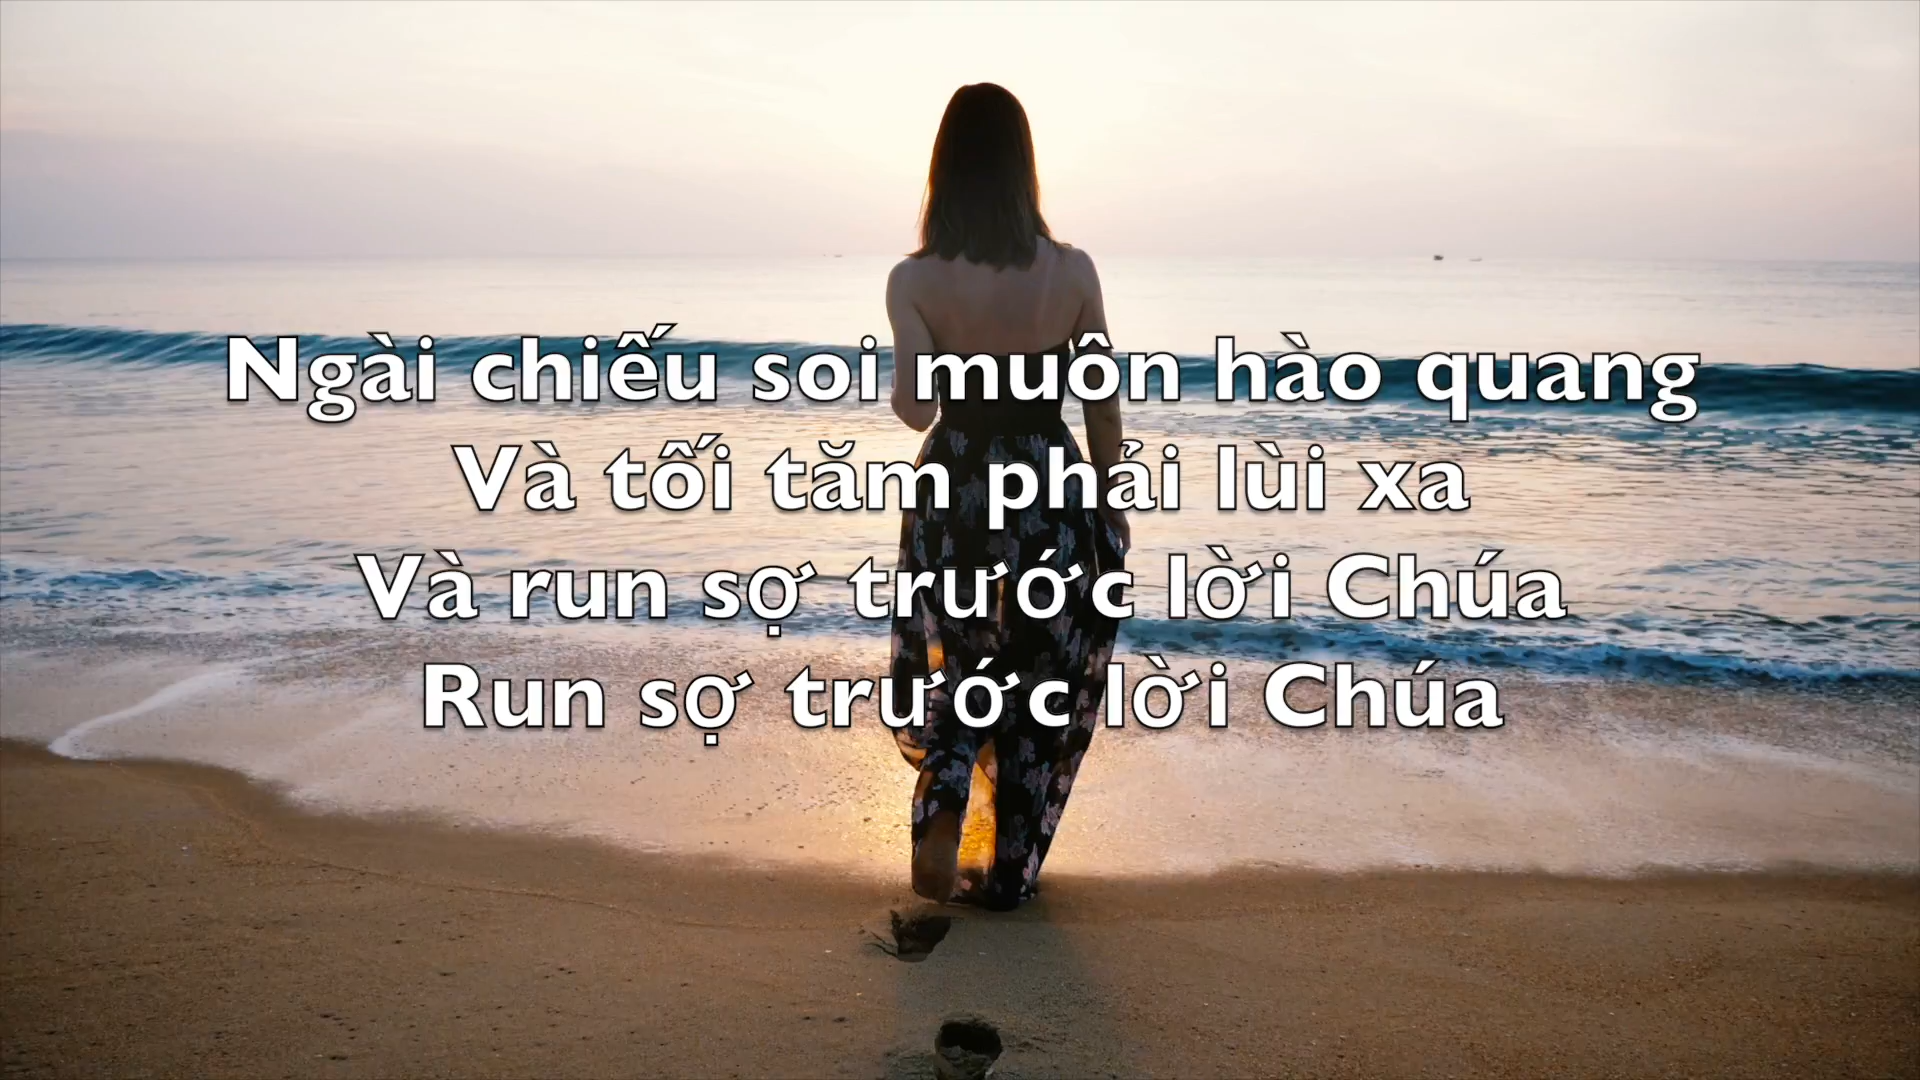 Ngài chiếu soi muôn hào quang
Và tối tăm phải lùi xa
Và run sợ trước lời Chúa
Run sợ trước lời Chúa